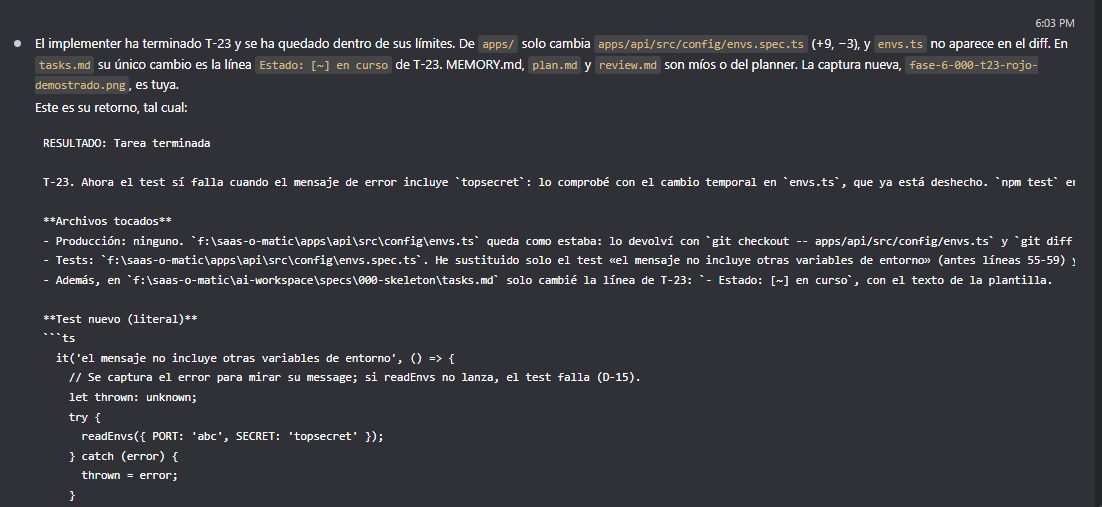 6:03 PM
El implementer ha terminado T-23 y se ha quedado dentro de sus límites. De apps/ solo cambia apps/api/src/config/envs.spec.ts (+9, −3), y envs.ts no aparece en el diff. En
tasks.md su único cambio es la línea Estado: [~] en curso de T-23. MEMORY.md, plan.md y review.md son míos o del planner. La captura nueva, fase-6-000-t23-rojo-
demostrado.png, es tuya.
Este es su retorno, tal cual:
RESULTADO: Tarea terminada
T-23. Ahora el test sí falla cuando el mensaje de error incluye `topsecret`: lo comprobé con el cambio temporal en `envs.ts`, que ya está deshecho. `npm test` en
**Archivos tocados**
- Producción: ninguno. `f:\saas-o-matic\apps\api\src\config\envs.ts` queda como estaba: lo devolví con `git checkout -- apps/api/src/config/envs.ts` y `git diff
- Tests: `f:\saas-o-matic\apps\api\src\config\envs.spec.ts`. He sustituido solo el test «el mensaje no incluye otras variables de entorno» (antes líneas 55-59) y
- Además, en `f:\saas-o-matic\ai-workspace\specs\000-skeleton\tasks.md` solo cambié la línea de T-23: `- Estado: [~] en curso`, con el texto de la plantilla.
**Test nuevo (literal)**
```ts
it('el mensaje no incluye otras variables de entorno', () => {
// Se captura el error para mirar su message; si readEnvs no lanza, el test falla (D-15).
let thrown: unknown;
try {
readEnvs({ PORT: 'abc', SECRET: 'topsecret' });
} catch (error) {
thrown = error;
}